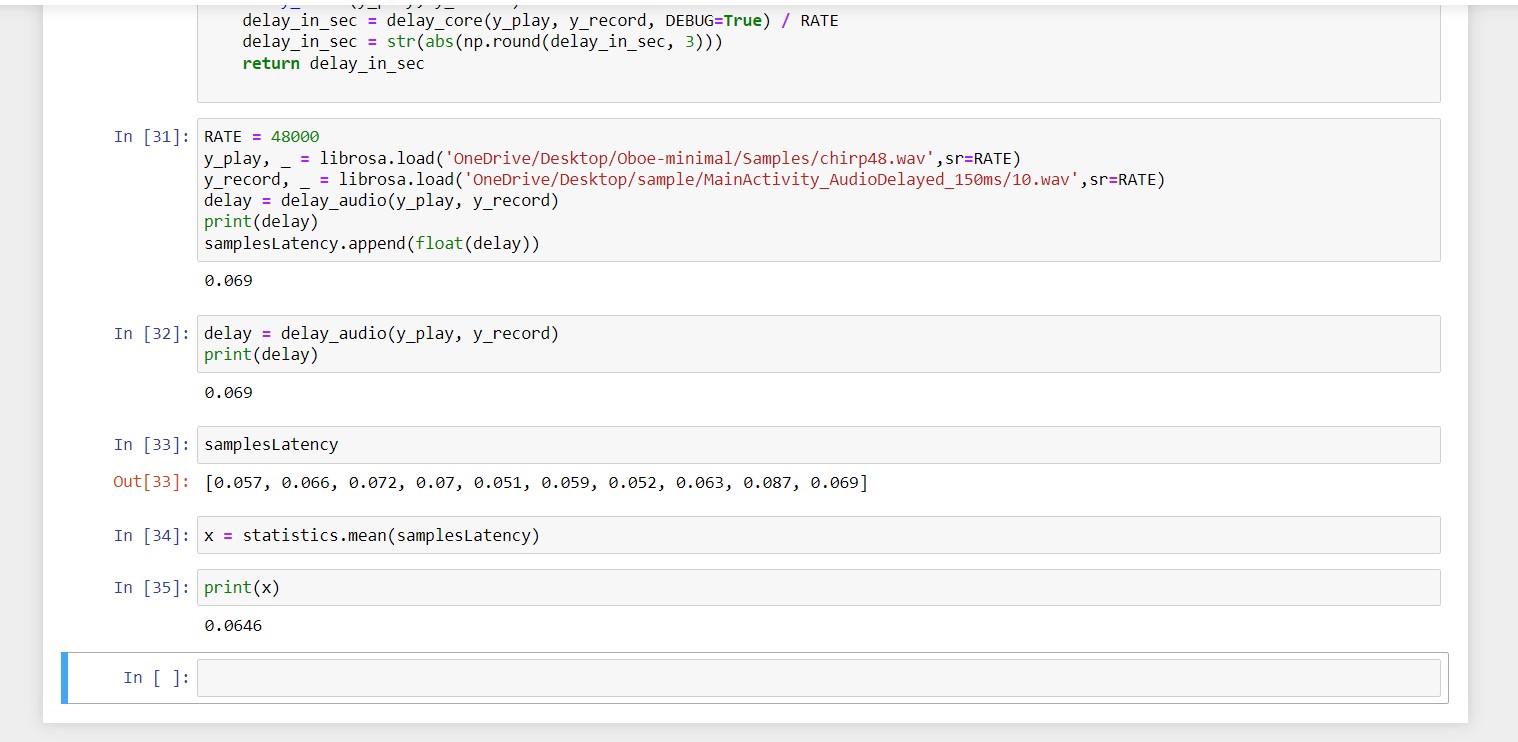 delay_in_sec = delay_core(y_play, y_record, DEBUG=True) / RATE
    delay_in_sec = str(abs(np.round(delay_in_sec, 3)))
    return delay_in_sec
In [31]: RATE = 48000
y_play, _ = librosa.load('OneDrive/Desktop/Oboe-minimal/Samples/chirp48.wav',sr=RATE)
y_record, _ = librosa.load('OneDrive/Desktop/sample/MainActivity_AudioDelayed_150ms/10.wav',sr=RATE)
delay = delay_audio(y_play, y_record)
print(delay)
samplesLatency.append(float(delay))
0.069
In [32]: delay = delay_audio(y_play, y_record)
print(delay)
0.069
In [33]: samplesLatency
Out[33]: [0.057, 0.066, 0.072, 0.07, 0.051, 0.059, 0.052, 0.063, 0.087, 0.069]
In [34]: x = statistics.mean(samplesLatency)
In [35]: print(x)
0.0646
In [ ]: